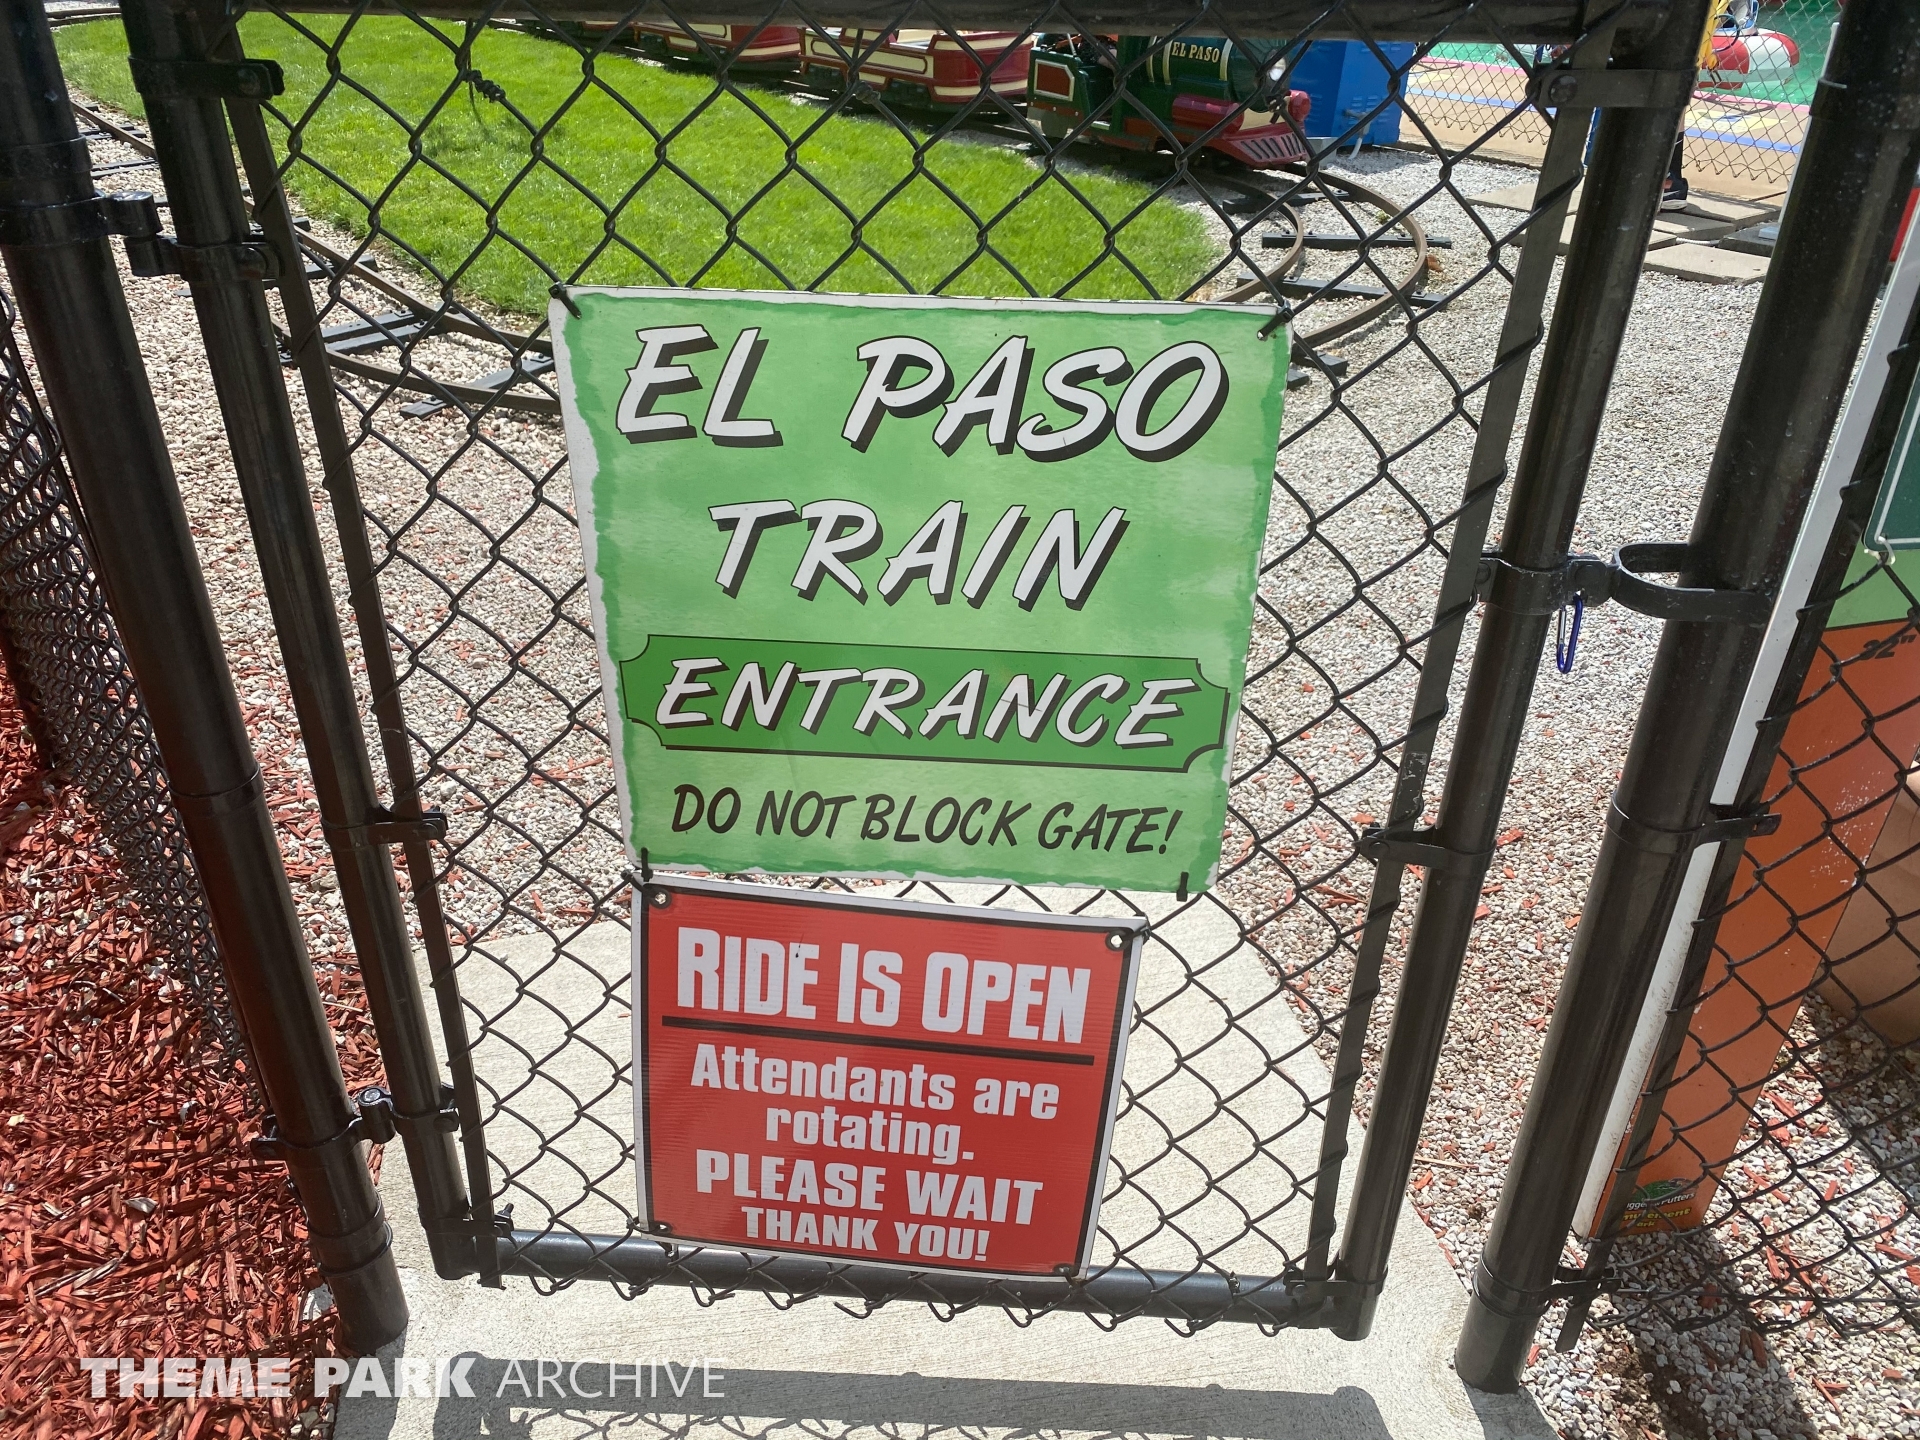 EL PASO
EL PASO
TRAIN
ENTRANCE
DO NOT BLOCK GATE!
32"
RIDE IS OPEN
Attendants are
rotating.
PLEASE WAIT
THANK YOU!
THEME PARK ARCHIVE